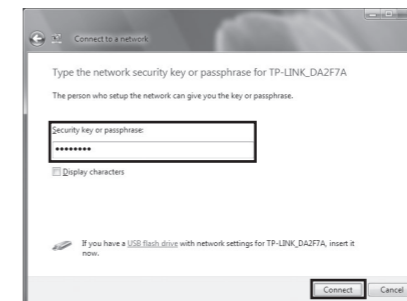 Connect to a network
Type the network security key or passphrase for TP-LINK_DA2F7A
The person who setup the network can give you the key or passphrase.
Security key or passphrase:
••••••••
Display characters
If you have a USB flash drive with network settings for TP-LINK_DA2F7A, insert it
now.
Connect Cancel